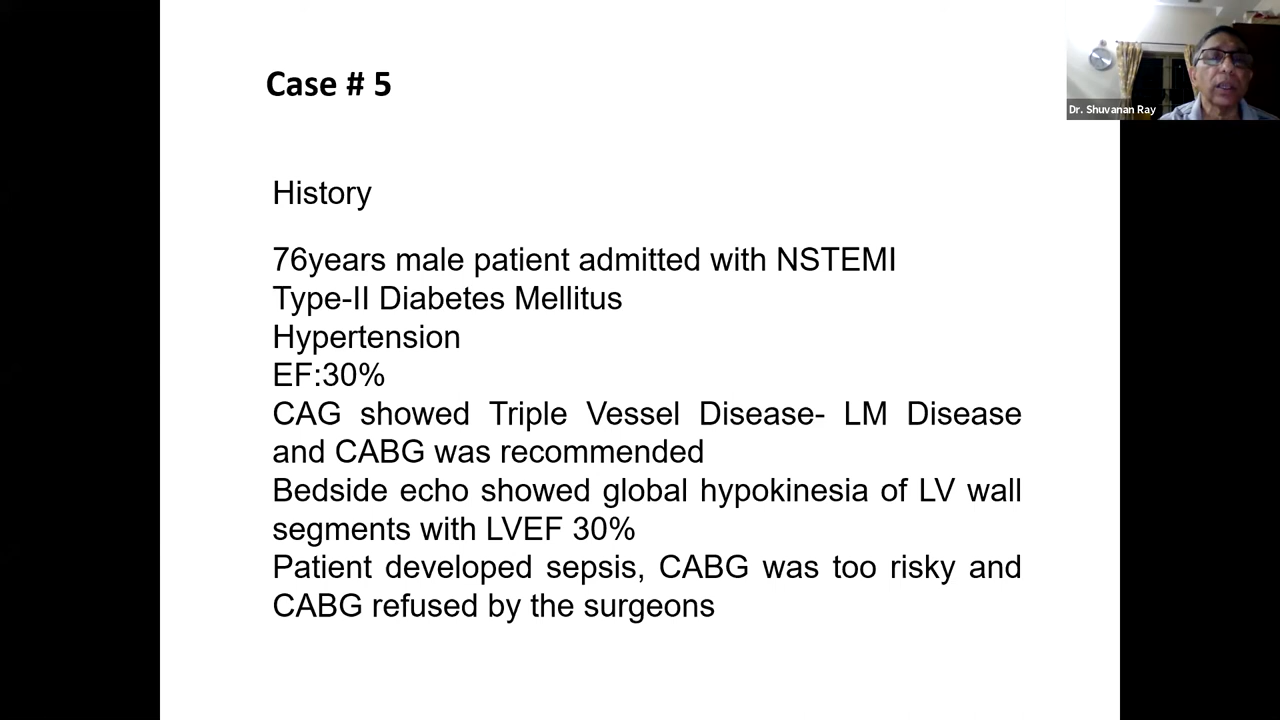 Case # 5
Dr. Shuvanan Ray
History
76years male patient admitted with NSTEMI
Type-II Diabetes Mellitus
Hypertension
EF:30%
CAG showed Triple Vessel Disease- LM Disease
and CABG was recommended
Bedside echo showed global hypokinesia of LV wall
segments with LVEF 30%
Patient developed sepsis, CABG was too risky and
CABG refused by the surgeons